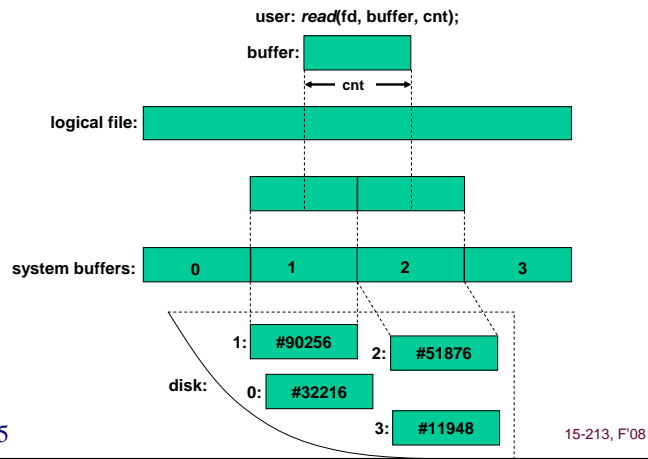 user: read(fd, buffer, cnt);
buffer:
cnt
logical file:
system buffers: 0 1 2 3
1: #90256
2: #51876
disk: 0: #32216
3: #11948
5
15-213, F'08